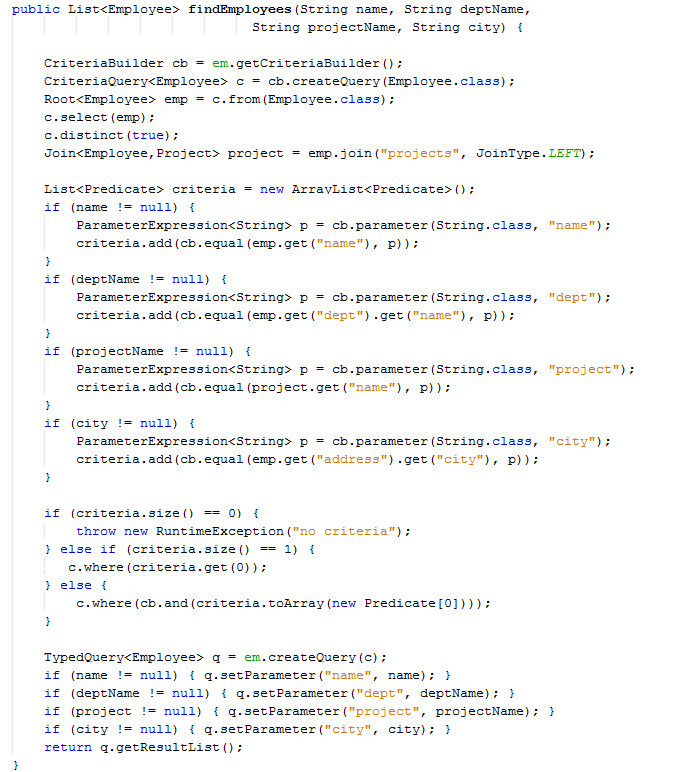 public List<Employee> findEmployees(String name, String deptName,
String projectName, String city) {
CriteriaBuilder cb = em.getCriteriaBuilder();
CriteriaQuery<Employee> c = cb.createQuery(Employee.class);
Root<Employee> emp = c.from(Employee.class);
c.select(emp);
c.distinct(true);
Join<Employee,Project> project = emp.join("projects", JoinType.LEFT);
List<Predicate> criteria = new ArrayList<Predicate>();
if (name != null) {
ParameterExpression<String> p = cb.parameter(String.class, "name");
criteria.add(cb.equal(emp.get("name"), p));
}
if (deptName != null) {
ParameterExpression<String> p = cb.parameter(String.class, "dept");
criteria.add(cb.equal(emp.get("dept").get("name"), p));
}
if (projectName != null) {
ParameterExpression<String> p = cb.parameter(String.class, "project");
criteria.add(cb.equal(project.get("name"), p));
}
if (city != null) {
ParameterExpression<String> p = cb.parameter(String.class, "city");
criteria.add(cb.equal(emp.get("address").get("city"), p));
}
if (criteria.size() == 0) {
throw new RuntimeException("no criteria");
} else if (criteria.size() == 1) {
c.where(criteria.get(0));
} else {
c.where(cb.and(criteria.toArray(new Predicate[0])));
}
TypedQuery<Employee> q = em.createQuery(c);
if (name != null) { q.setParameter("name", name); }
if (deptName != null) { q.setParameter("dept", deptName); }
if (project != null) { q.setParameter("project", projectName); }
if (city != null) { q.setParameter("city", city); }
return q.getResultList();
}